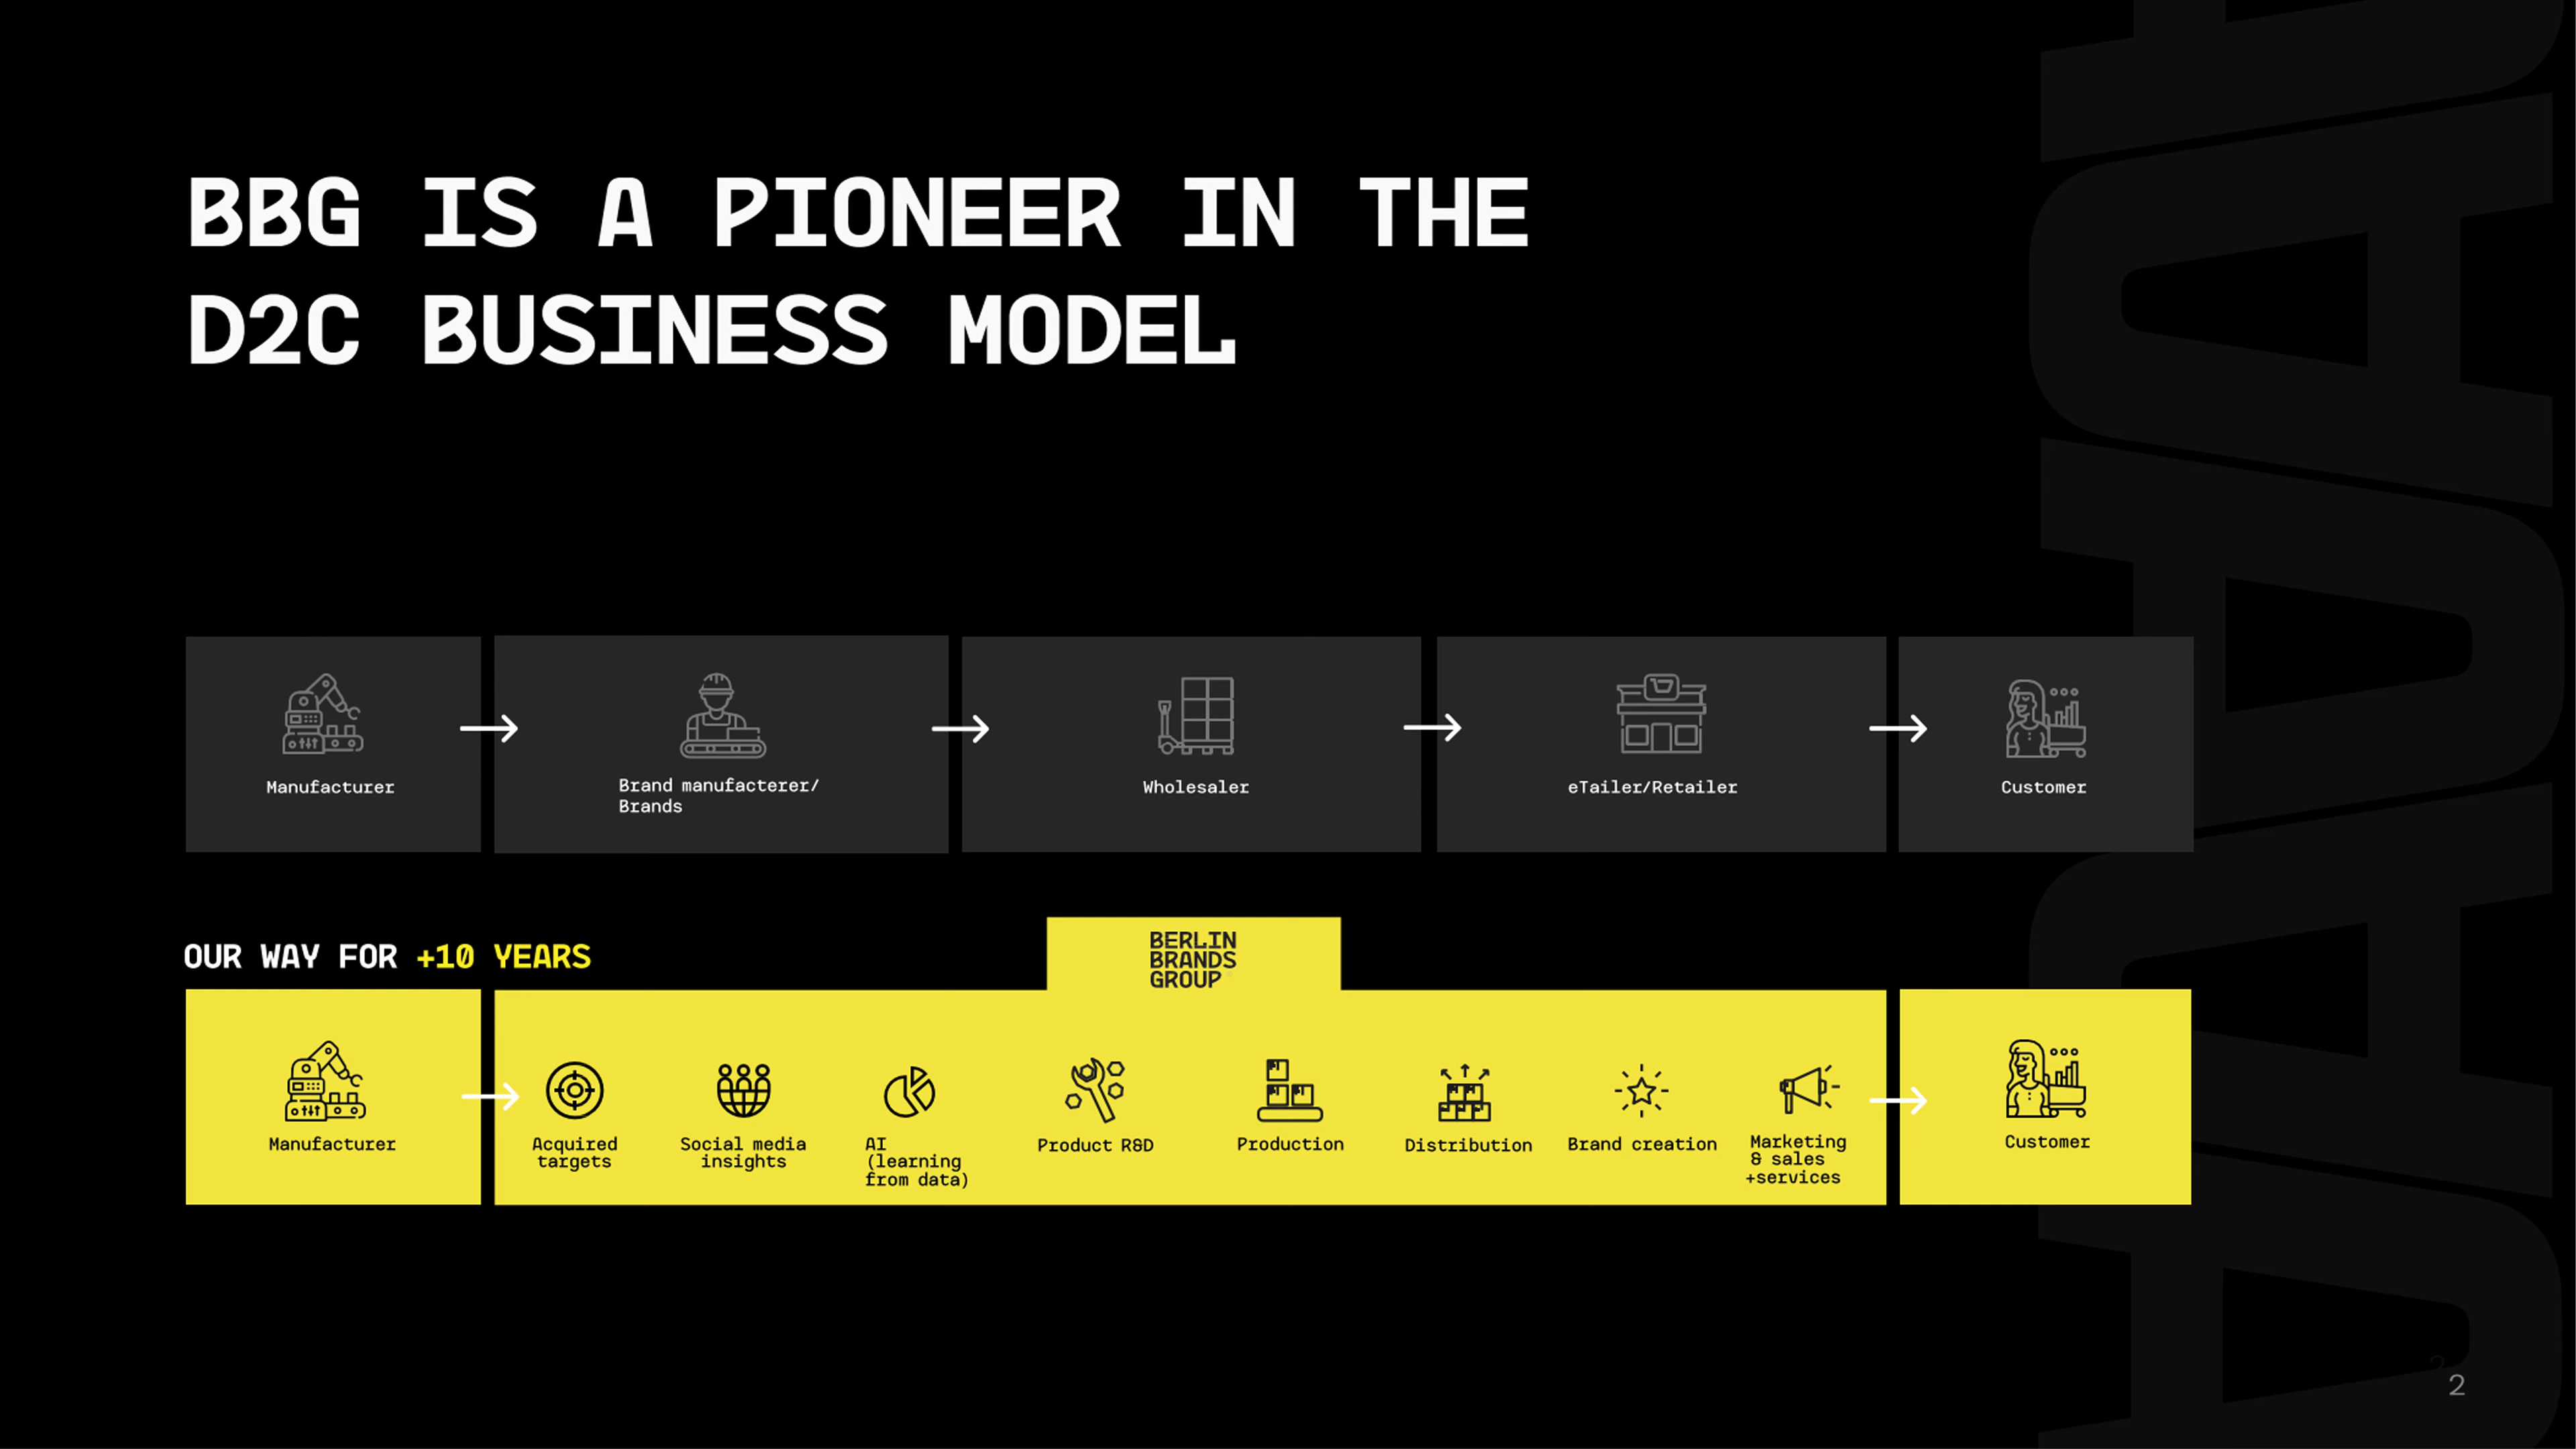 BBG IS A PIONEER IN THE
D2C BUSINESS MODEL
Manufacturer
Brand manufacterer/
Brands
Wholesaler
eTailer/Retailer
Customer
OUR WAY FOR +10 YEARS
BERLIN
BRANDS
GROUP
Manufacturer
Acquired
targets
Social media
insights
AI
(learning
from data)
Product R&D
Production
Distribution
Brand creation
Marketing
& sales
+services
Customer
2
2